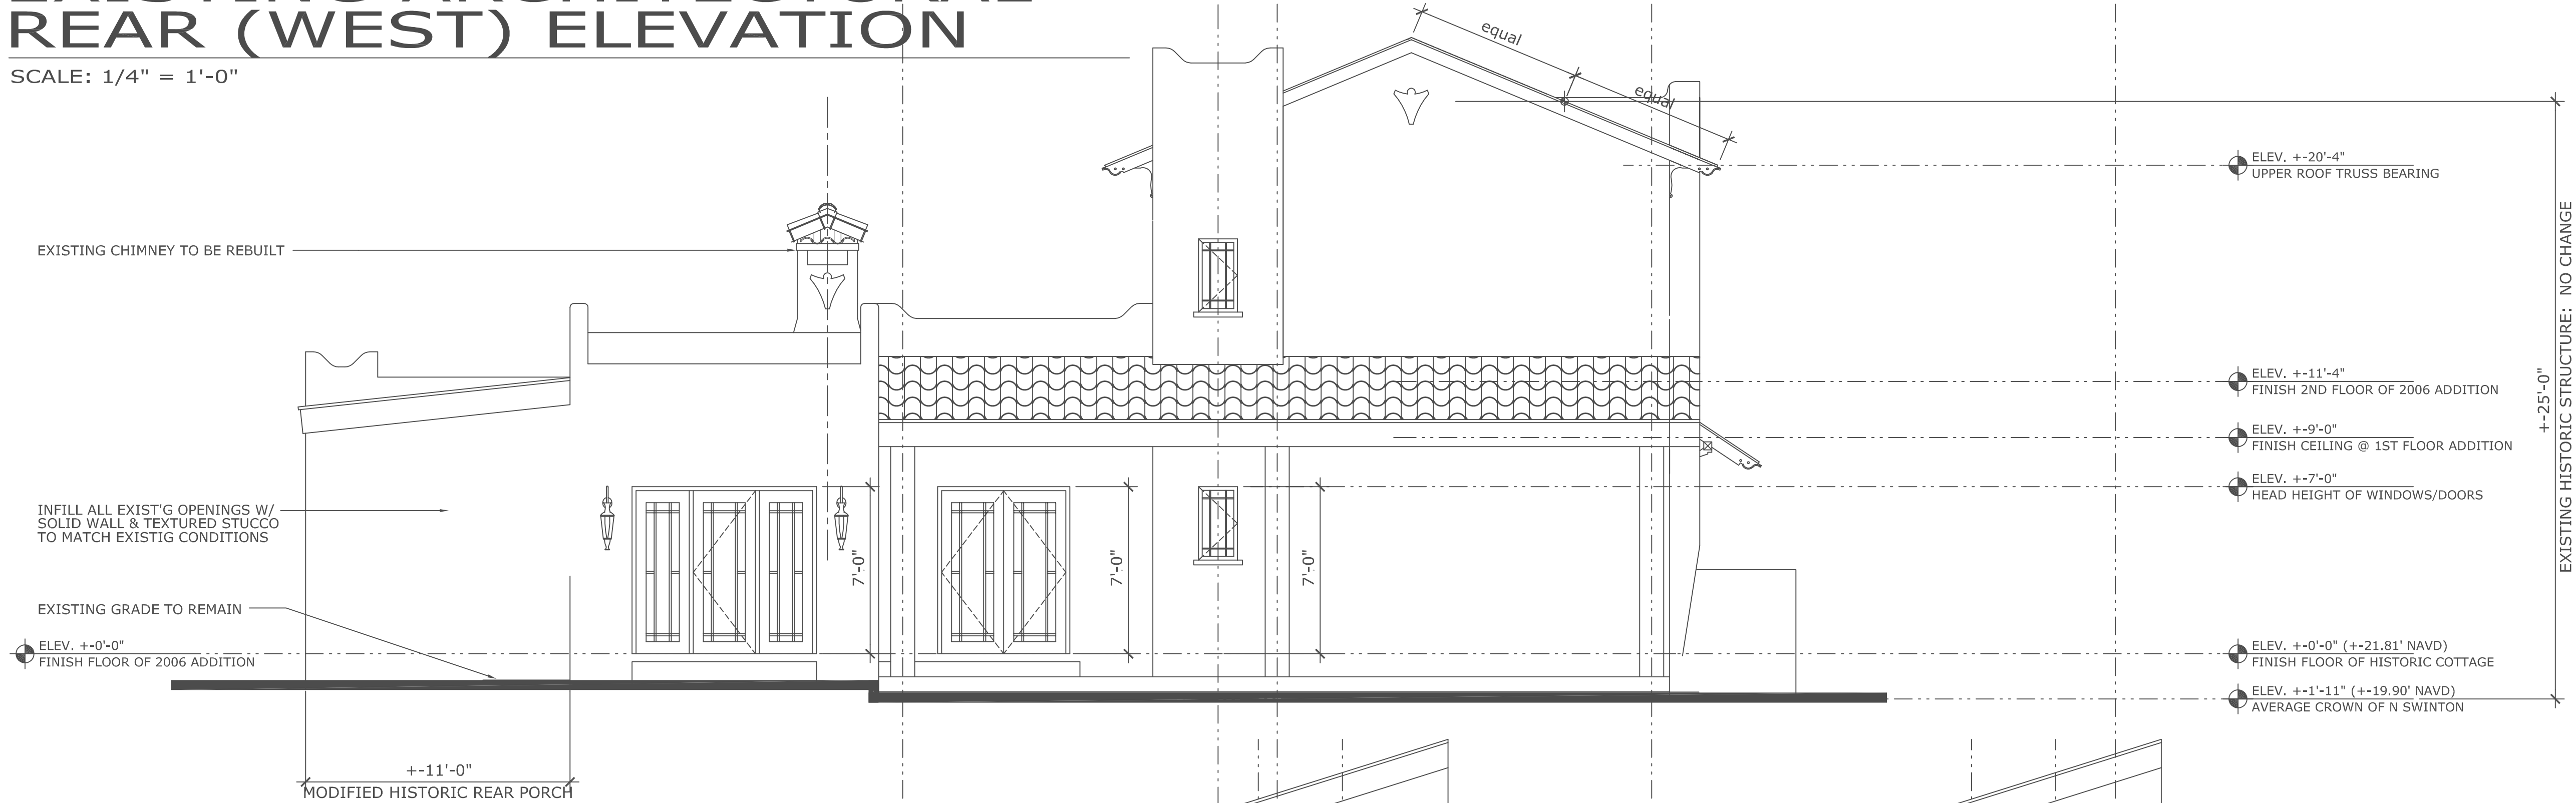 EXISTING ARCHITECTURAL
REAR (WEST) ELEVATION
SCALE: 1/4" = 1'-0"
equal
equal
ELEV. +-20'-4"
UPPER ROOF TRUSS BEARING
EXISTING CHIMNEY TO BE REBUILT
ELEV. +-11'-4"
FINISH 2ND FLOOR OF 2006 ADDITION
ELEV. +-9'-0"
FINISH CEILING @ 1ST FLOOR ADDITION
ELEV. +-7'-0"
HEAD HEIGHT OF WINDOWS/DOORS
+-25'-0"
EXISTING HISTORIC STRUCTURE: NO CHANGE
INFILL ALL EXIST'G OPENINGS W/
SOLID WALL & TEXTURED STUCCO
TO MATCH EXISTIG CONDITIONS
7'-0"
7'-0"
7'-0"
EXISTING GRADE TO REMAIN
ELEV. +-0'-0"
FINISH FLOOR OF 2006 ADDITION
ELEV. +-0'-0" (+-21.81' NAVD)
FINISH FLOOR OF HISTORIC COTTAGE
ELEV. +-1'-11" (+-19.90' NAVD)
AVERAGE CROWN OF N SWINTON
+-11'-0"
MODIFIED HISTORIC REAR PORCH